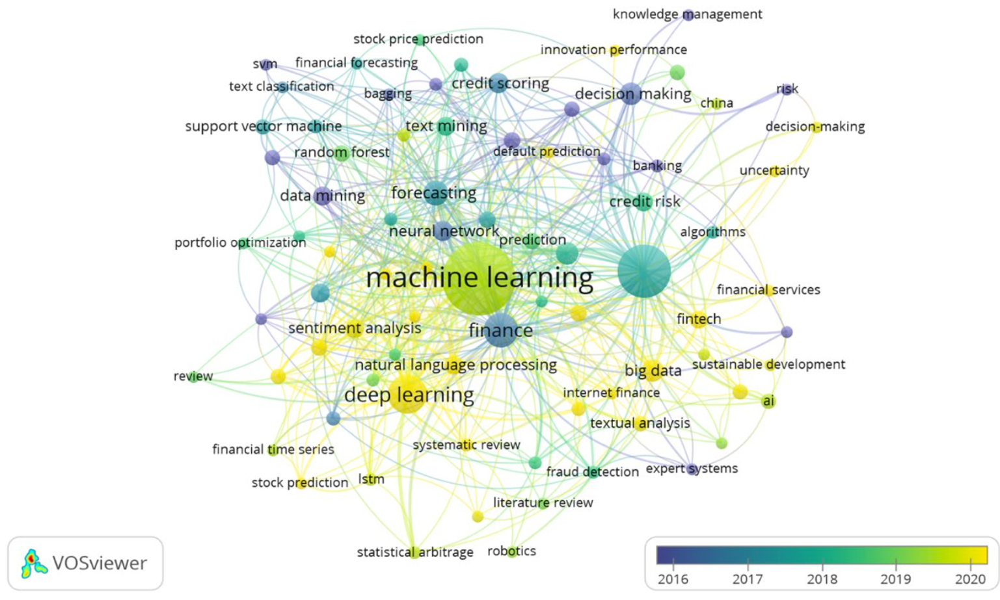 knowledge management
stock price prediction
innovation performance
svm
financial forecasting
text classification
bagging
credit scoring
decision making
risk
china
support vector machine
text mining
decision-making
random forest
default prediction
banking
uncertainty
data mining
forecasting
credit risk
neural network
prediction
algorithms
portfolio optimization
machine learning
financial services
sentiment analysis
finance
fintech
natural language processing
big data
sustainable development
review
deep learning
internet finance
ai
textual analysis
financial time series
systematic review
fraud detection
expert systems
stock prediction
lstm
literature review
statistical arbitrage
robotics
VOSviewer
2016 2017 2018 2019 2020